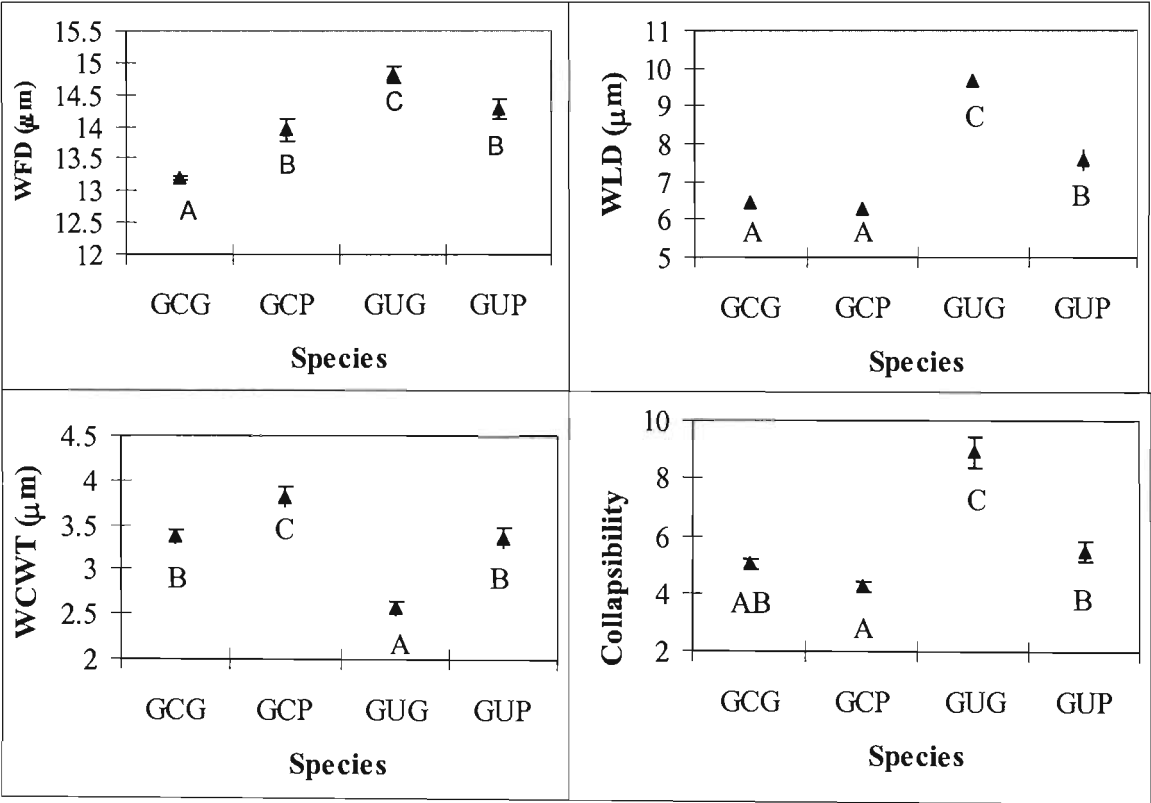 15.5
15
14.5
14
13.5
13
12.5
12
WFD (μm)
A
B
C
B
GCG GCP GUG GUP
Species
11
10
9
8
7
6
5
WLD (μm)
A
A
C
B
GCG GCP GUG GUP
Species
4.5
4
3.5
3
2.5
2
WCWT (μm)
B
C
A
B
GCG GCP GUG GUP
Species
10
8
6
4
2
Collapsibility
AB
A
C
B
GCG GCP GUG GUP
Species